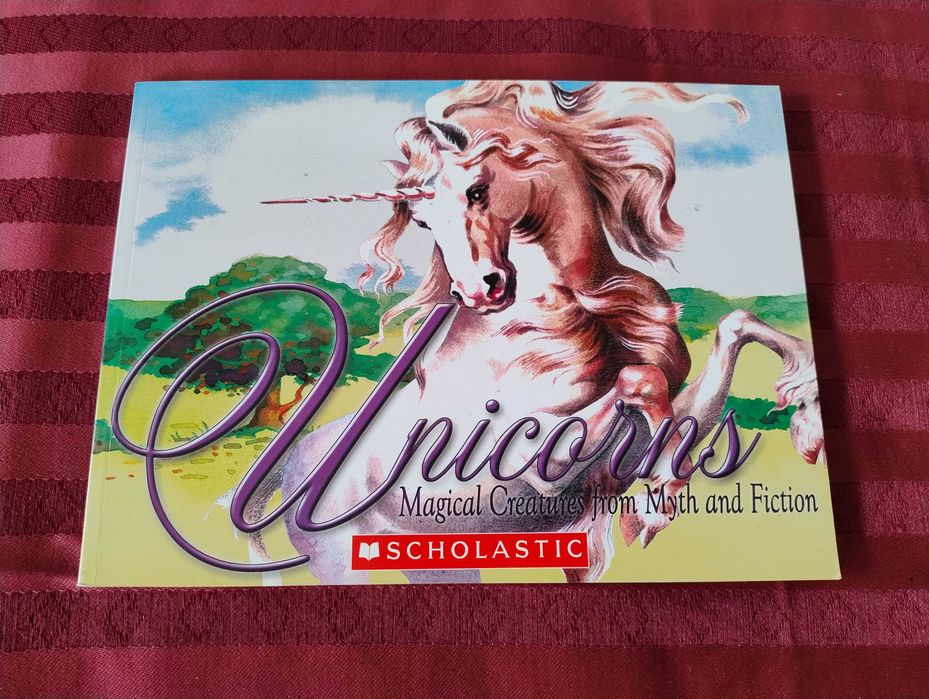 Unicorns
Magical Creatures from Myth and Fiction
SCHOLASTIC